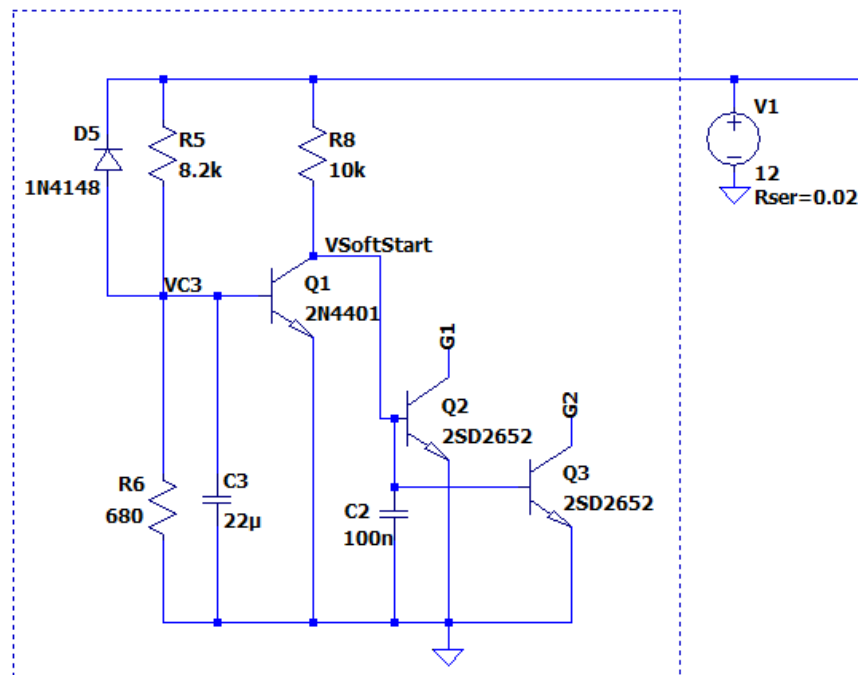 V1
12
Rser=0.02
D5
1N4148
R5
8.2k
R8
10k
VSoftStart
VC3
Q1
2N4401
G1
Q2
2SD2652
G2
Q3
2SD2652
R6
680
C3
22µ
C2
100n